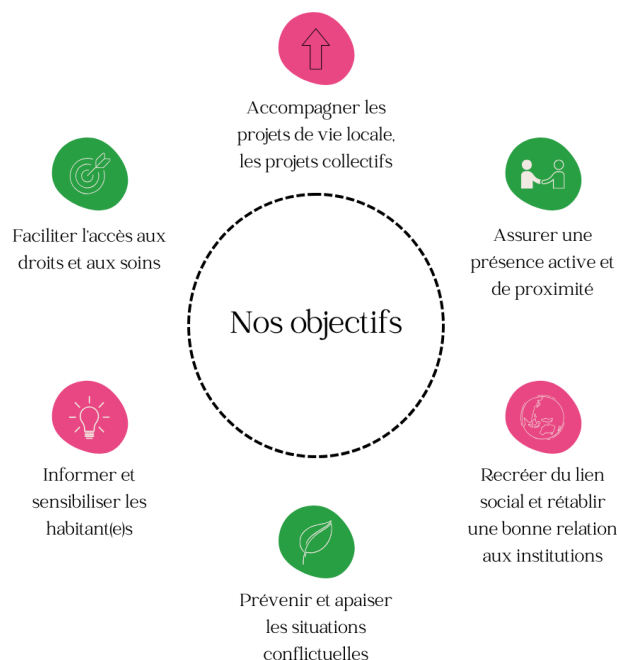 Accompagner les
projets de vie locale,
les projets collectifs
Faciliter l'accès aux
droits et aux soins
Assurer une
présence active et
de proximité
Nos objectifs
Informer et
sensibiliser les
habitant(e)s
Recréer du lien
social et rétablir
une bonne relation
aux institutions
Prévenir et apaiser
les situations
conflictuelles